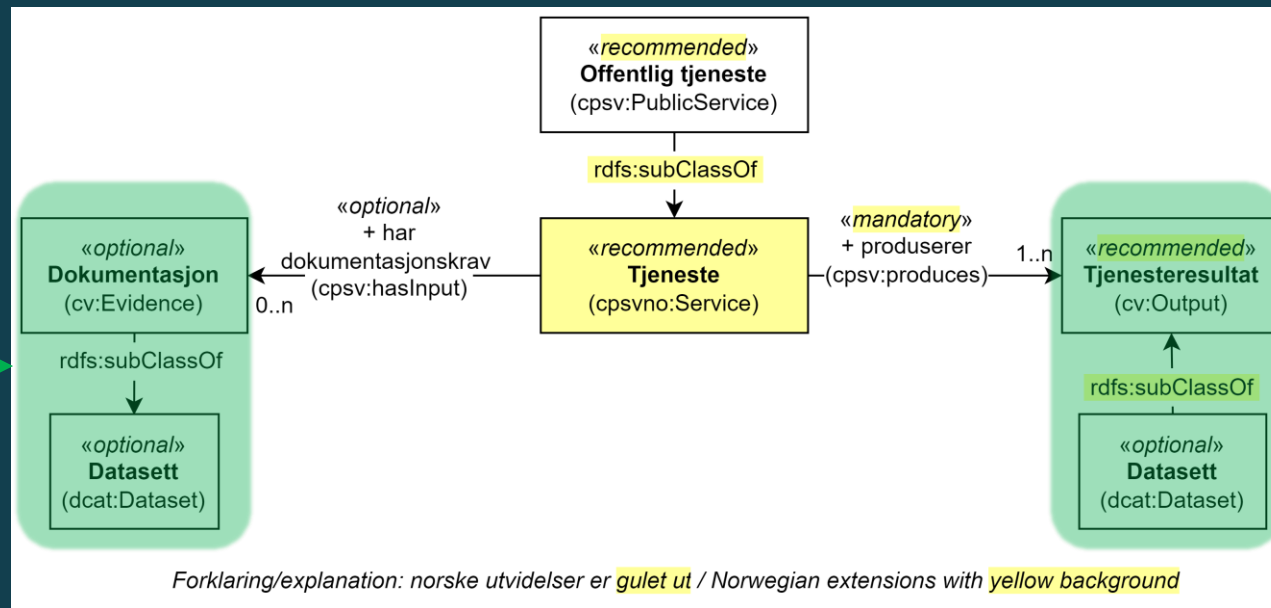 «recommended»
Offentlig tjeneste
(cpsv:PublicService)
rdfs:subClassOf
«optional»
Dokumentasjon
(cv:Evidence)
«optional»
+ har
dokumentasjonskrav
(cpsv:hasInput)
0..n
«recommended»
Tjeneste
(cpsvno:Service)
«mandatory»
+ produserer
(cpsv:produces)
1..n
«recommended»
Tjenesteresultat
(cv:Output)
rdfs:subClassOf
rdfs:subClassOf
«optional»
Datasett
(dcat:Dataset)
«optional»
Datasett
(dcat:Dataset)
Forklaring/explanation: norske utvidelser er gulet ut / Norwegian extensions with yellow background